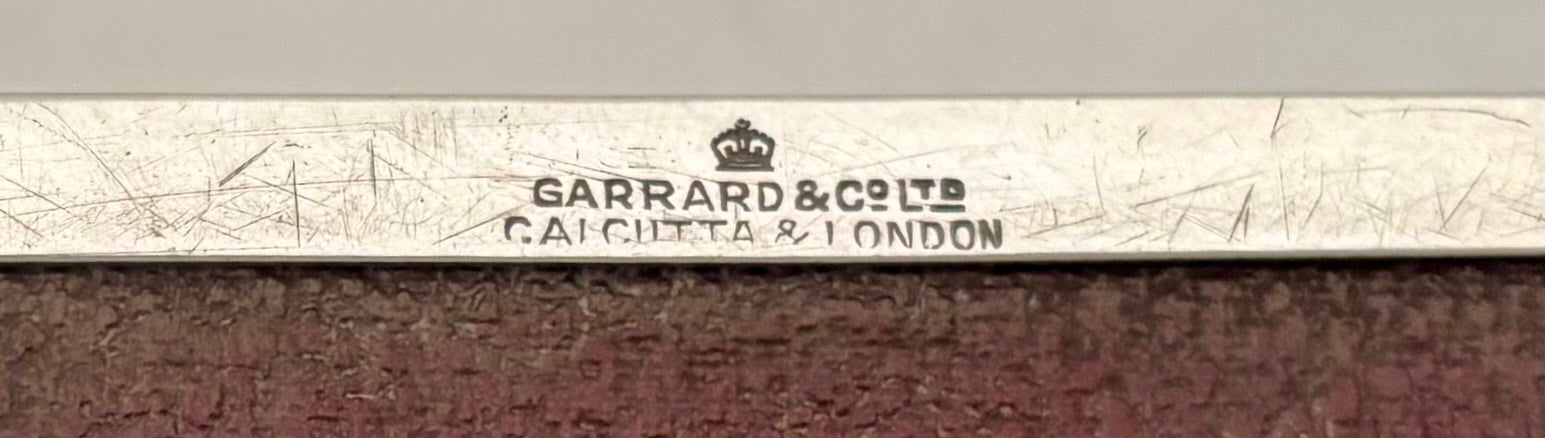 GARRARD & Cº LTD
CALCUTTA & LONDON